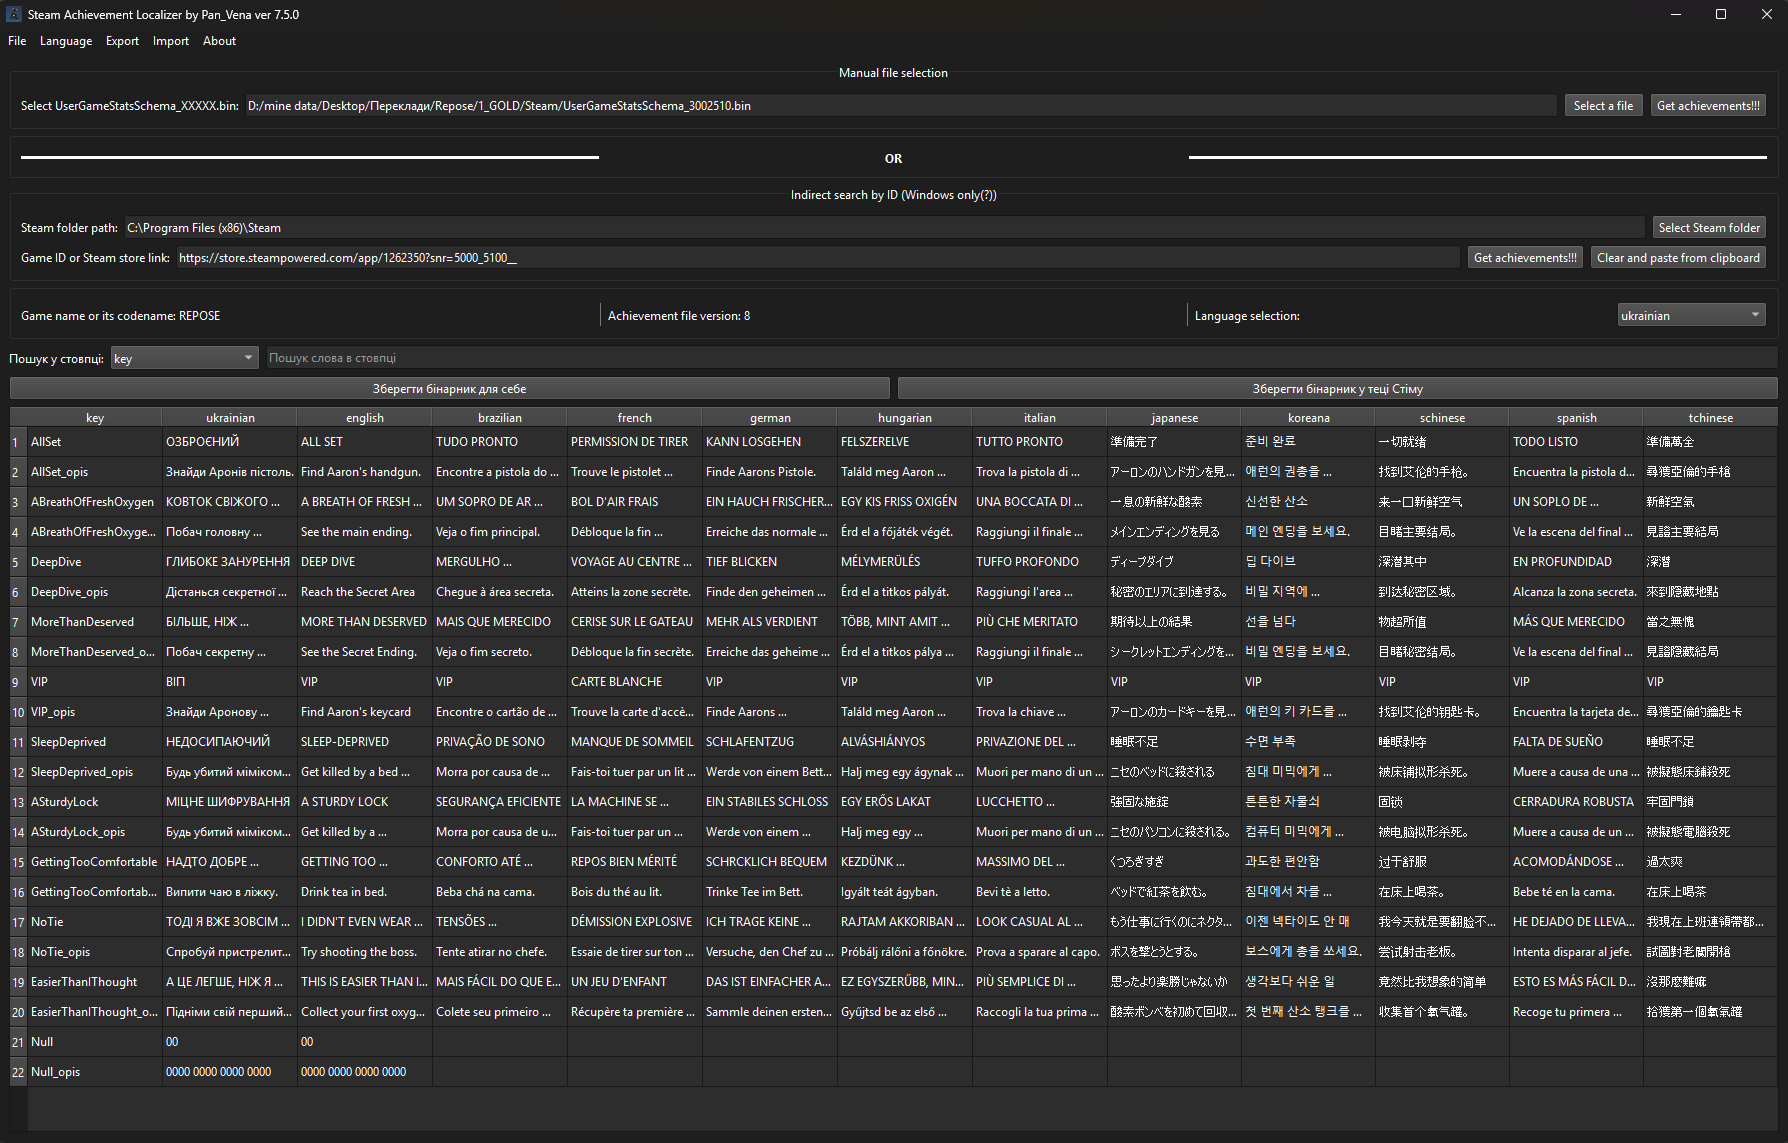 Steam Achievement Localizer by Pan_Vena ver 7.5.0
File Language Export Import About
Manual file selection
Select UserGameStatsSchema_XXXXX.bin: D:/mine data/Desktop/Переклади/Repose/1_GOLD/Steam/UserGameStatsSchema_3002510.bin Select a file Get achievements!!!
OR
Indirect search by ID (Windows only(?))
Steam folder path: C:\Program Files (x86)\Steam Select Steam folder
Game ID or Steam store link: https://store.steampowered.com/app/1262350?snr=5000_5100__ Get achievements!!! Clear and paste from clipboard
Game name or its codename: REPOSE Achievement file version: 8 Language selection: ukrainian
Пошук у стовпці: key Пошук слова в стовпці
Зберегти бінарник для себе Зберегти бінарник у теці Стіму
key ukrainian english brazilian french german hungarian italian japanese koreana schinese spanish tchinese
1 AllSet ОЗБРОЄНИЙ ALL SET TUDO PRONTO PERMISSION DE TIRER KANN LOSGEHEN FELSZERELVE TUTTO PRONTO 準備完了 준비 완료 一切就绪 TODO LISTO 準備萬全
2 AllSet_opis Знайди Аронів пістоль. Find Aaron's handgun. Encontre a pistola do ... Trouve le pistolet ... Finde Aarons Pistole. Találd meg Aaron ... Trova la pistola di ... アーロンのハンドガンを見... 애런의 권총을 ... 找到艾伦的手枪。 Encuentra la pistola d... 尋獲亞倫的手槍
3 ABreathOfFreshOxygen КОВТОК СВІЖОГО ... A BREATH OF FRESH ... UM SOPRO DE AR ... BOL D'AIR FRAIS EIN HAUCH FRISCHER... EGY KIS FRISS OXIGÉN UNA BOCCATA DI ... 一息の新鮮な酸素 신선한 산소 来一口新鲜空气 UN SOPLO DE ... 新鮮空氣
4 ABreathOfFreshOxyge... Побач головну ... See the main ending. Veja o fim principal. Débloque la fin ... Erreiche das normale ... Érd el a főjáték végét. Raggiungi il finale ... メインエンディングを見る 메인 엔딩을 보세요. 目睹主要结局。 Ve la escena del final ... 見證主要結局
5 DeepDive ГЛИБОКЕ ЗАНУРЕННЯ DEEP DIVE MERGULHO ... VOYAGE AU CENTRE ... TIEF BLICKEN MÉLYMERÜLÉS TUFFO PROFONDO ディープダイブ 딥 다이브 深潜其中 EN PROFUNDIDAD 深潛
6 DeepDive_opis Дістанься секретної ... Reach the Secret Area Chegue à área secreta. Atteins la zone secrète. Finde den geheimen ... Érd el a titkos pályát. Raggiungi l'area ... 秘密のエリアに到達する。 비밀 지역에 ... 到达秘密区域。 Alcanza la zona secreta. 來到隱藏地點
7 MoreThanDeserved БІЛЬШЕ, НІЖ ... MORE THAN DESERVED MAIS QUE MERECIDO CERISE SUR LE GATEAU MEHR ALS VERDIENT TÖBB, MINT AMIT ... PIÙ CHE MERITATO 期待以上の結果 선을 넘다 物超所值 MÁS QUE MERECIDO 當之無愧
8 MoreThanDeserved_o... Побач секретну ... See the Secret Ending. Veja o fim secreto. Débloque la fin secrète. Erreiche das geheime ... Érd el a titkos pálya ... Raggiungi il finale ... シークレットエンディングを... 비밀 엔딩을 보세요. 目睹秘密结局。 Ve la escena del final ... 見證隱藏結局
9 VIP ВІП VIP VIP CARTE BLANCHE VIP VIP VIP VIP VIP VIP VIP VIP
10 VIP_opis Знайди Аронову ... Find Aaron's keycard Encontre o cartão de ... Trouve la carte d'accè... Finde Aarons ... Találd meg Aaron ... Trova la chiave ... アーロンのカードキーを見... 애런의 키 카드를 ... 找到艾伦的钥匙卡。 Encuentra la tarjeta de... 尋獲亞倫的鑰匙卡
11 SleepDeprived НЕДОСИПАЮЧИЙ SLEEP-DEPRIVED PRIVAÇÃO DE SONO MANQUE DE SOMMEIL SCHLAFENTZUG ALVÁSHIÁNYOS PRIVAZIONE DEL ... 睡眠不足 수면 부족 睡眠剥夺 FALTA DE SUEÑO 睡眠不足
12 SleepDeprived_opis Будь убитий міміком... Get killed by a bed ... Morra por causa de ... Fais-toi tuer par un lit ... Werde von einem Bett... Halj meg egy ágynak ... Muori per mano di un ... ニセのベッドに殺される 침대 미믹에게 ... 被床铺拟形杀死。 Muere a causa de una ... 被擬態床鋪殺死
13 ASturdyLock МІЦНЕ ШИФРУВАННЯ A STURDY LOCK SEGURANÇA EFICIENTE LA MACHINE SE ... EIN STABILES SCHLOSS EGY ERŐS LAKAT LUCCHETTO ... 強固な施錠 튼튼한 자물쇠 固锁 CERRADURA ROBUSTA 牢固門鎖
14 ASturdyLock_opis Будь убитий міміком... Get killed by a ... Morra por causa de u... Fais-toi tuer par un ... Werde von einem ... Halj meg egy ... Muori per mano di un ... ニセのパソコンに殺される。 컴퓨터 미믹에게 ... 被电脑拟形杀死。 Muere a causa de un ... 被擬態電腦殺死
15 GettingTooComfortable НАДТО ДОБРЕ ... GETTING TOO ... CONFORTO ATÉ ... REPOS BIEN MÉRITÉ SCHRCKLICH BEQUEM KEZDÜNK ... MASSIMO DEL ... くつろぎすぎ 과도한 편안함 过于舒服 ACOMODÁNDOSE ... 過太爽
16 GettingTooComfortab... Випити чаю в ліжку. Drink tea in bed. Beba chá na cama. Bois du thé au lit. Trinke Tee im Bett. Igyált teát ágyban. Bevi tè a letto. ベッドで紅茶を飲む。 침대에서 차를 ... 在床上喝茶。 Bebe té en la cama. 在床上喝茶
17 NoTie ТОДІ Я ВЖЕ ЗОВСІМ ... I DIDN'T EVEN WEAR ... TENSÕES ... DÉMISSION EXPLOSIVE ICH TRAGE KEINE ... RAJTAM AKKORIBAN ... LOOK CASUAL AL ... もう仕事に行くのにネクタ... 이젠 넥타이도 안 매 我今天就是要翻脸不... HE DEJADO DE LLEVA... 我現在上班連領帶都...
18 NoTie_opis Спробуй пристрелит... Try shooting the boss. Tente atirar no chefe. Essaie de tirer sur ton ... Versuche, den Chef zu ... Próbálj rálőni a főnökre. Prova a sparare al capo. ボスを撃とうとする。 보스에게 총을 쏘세요. 尝试射击老板。 Intenta disparar al jefe. 試圖對老闆開槍
19 EasierThanIThought А ЦЕ ЛЕГШЕ, НІЖ Я ... THIS IS EASIER THAN I... MAIS FÁCIL DO QUE E... UN JEU D'ENFANT DAS IST EINFACHER A... EZ EGYSZERŰBB, MIN... PIÙ SEMPLICE DI ... 思ったより楽勝じゃないか 생각보다 쉬운 일 竟然比我想象的简单 ESTO ES MÁS FÁCIL D... 沒那麼難嘛
20 EasierThanIThought_o... Підніми свій перший... Collect your first oxyg... Colete seu primeiro ... Récupère ta première ... Sammle deinen ersten... Gyűjtsd be az első ... Raccogli la tua prima ... 酸素ボンベを初めて回収... 첫 번째 산소 탱크를 ... 收集首个氧气罐。 Recoge tu primera ... 拾獲第一個氧氣罐
21 Null 00 00
22 Null_opis 0000 0000 0000 0000 0000 0000 0000 0000